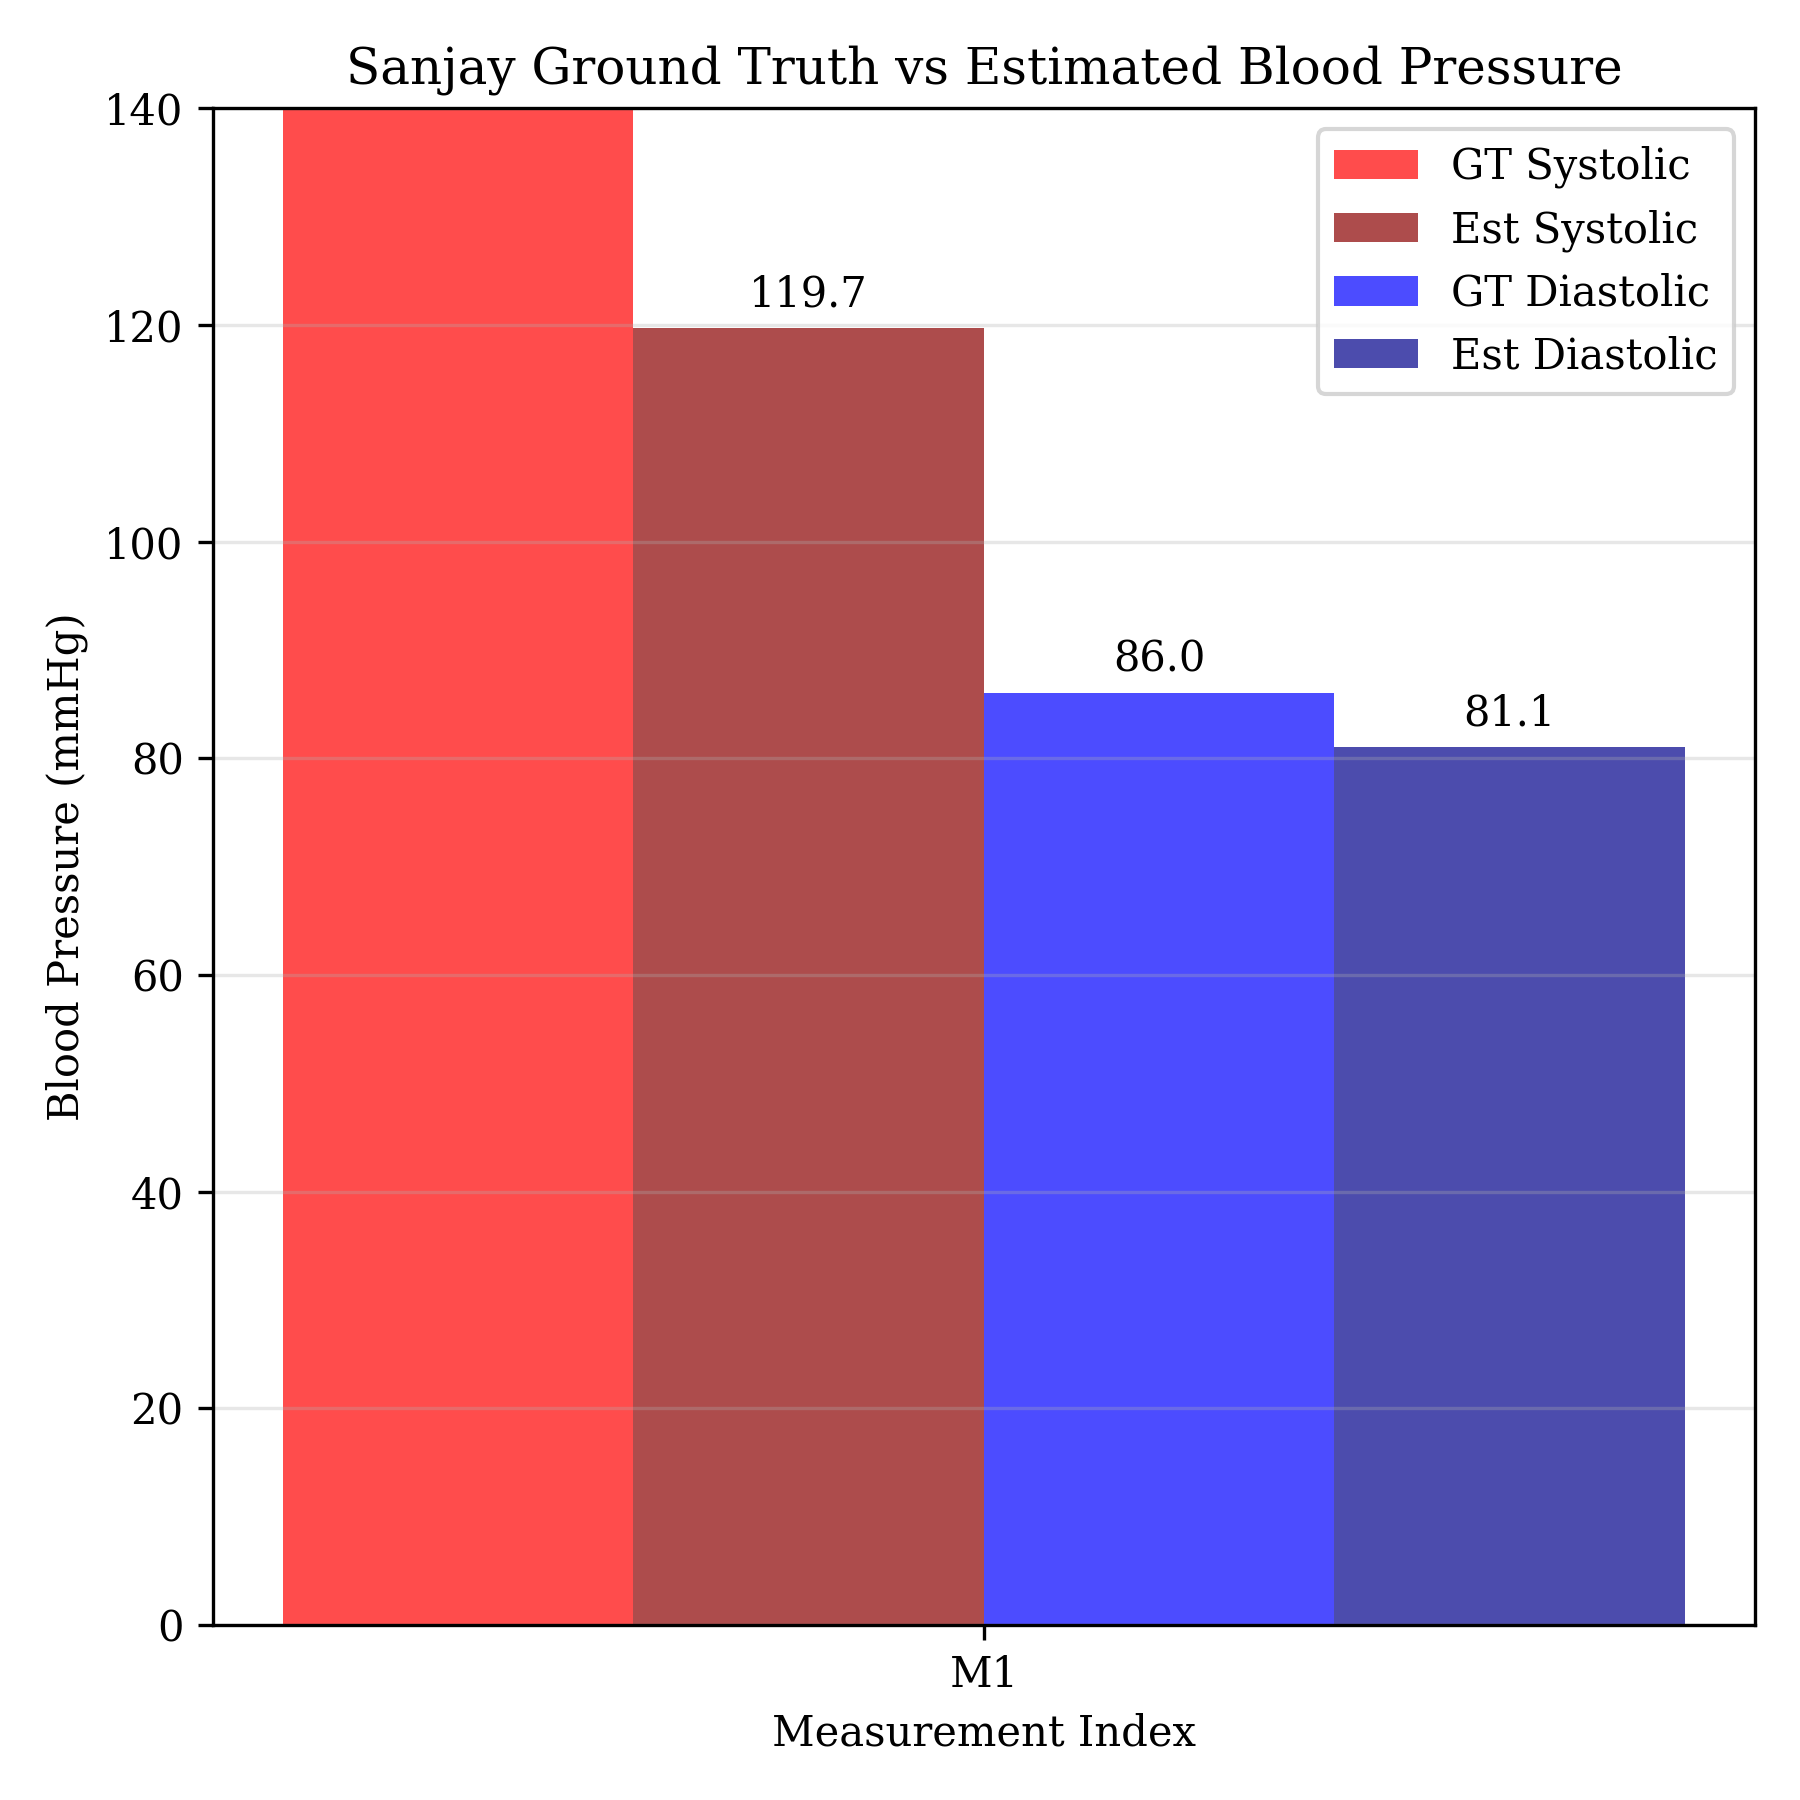 Sanjay Ground Truth vs Estimated Blood Pressure
140
120
100
80
60
40
20
0
Blood Pressure (mmHg)
119.7
86.0
81.1
GT Systolic
Est Systolic
GT Diastolic
Est Diastolic
M1
Measurement Index